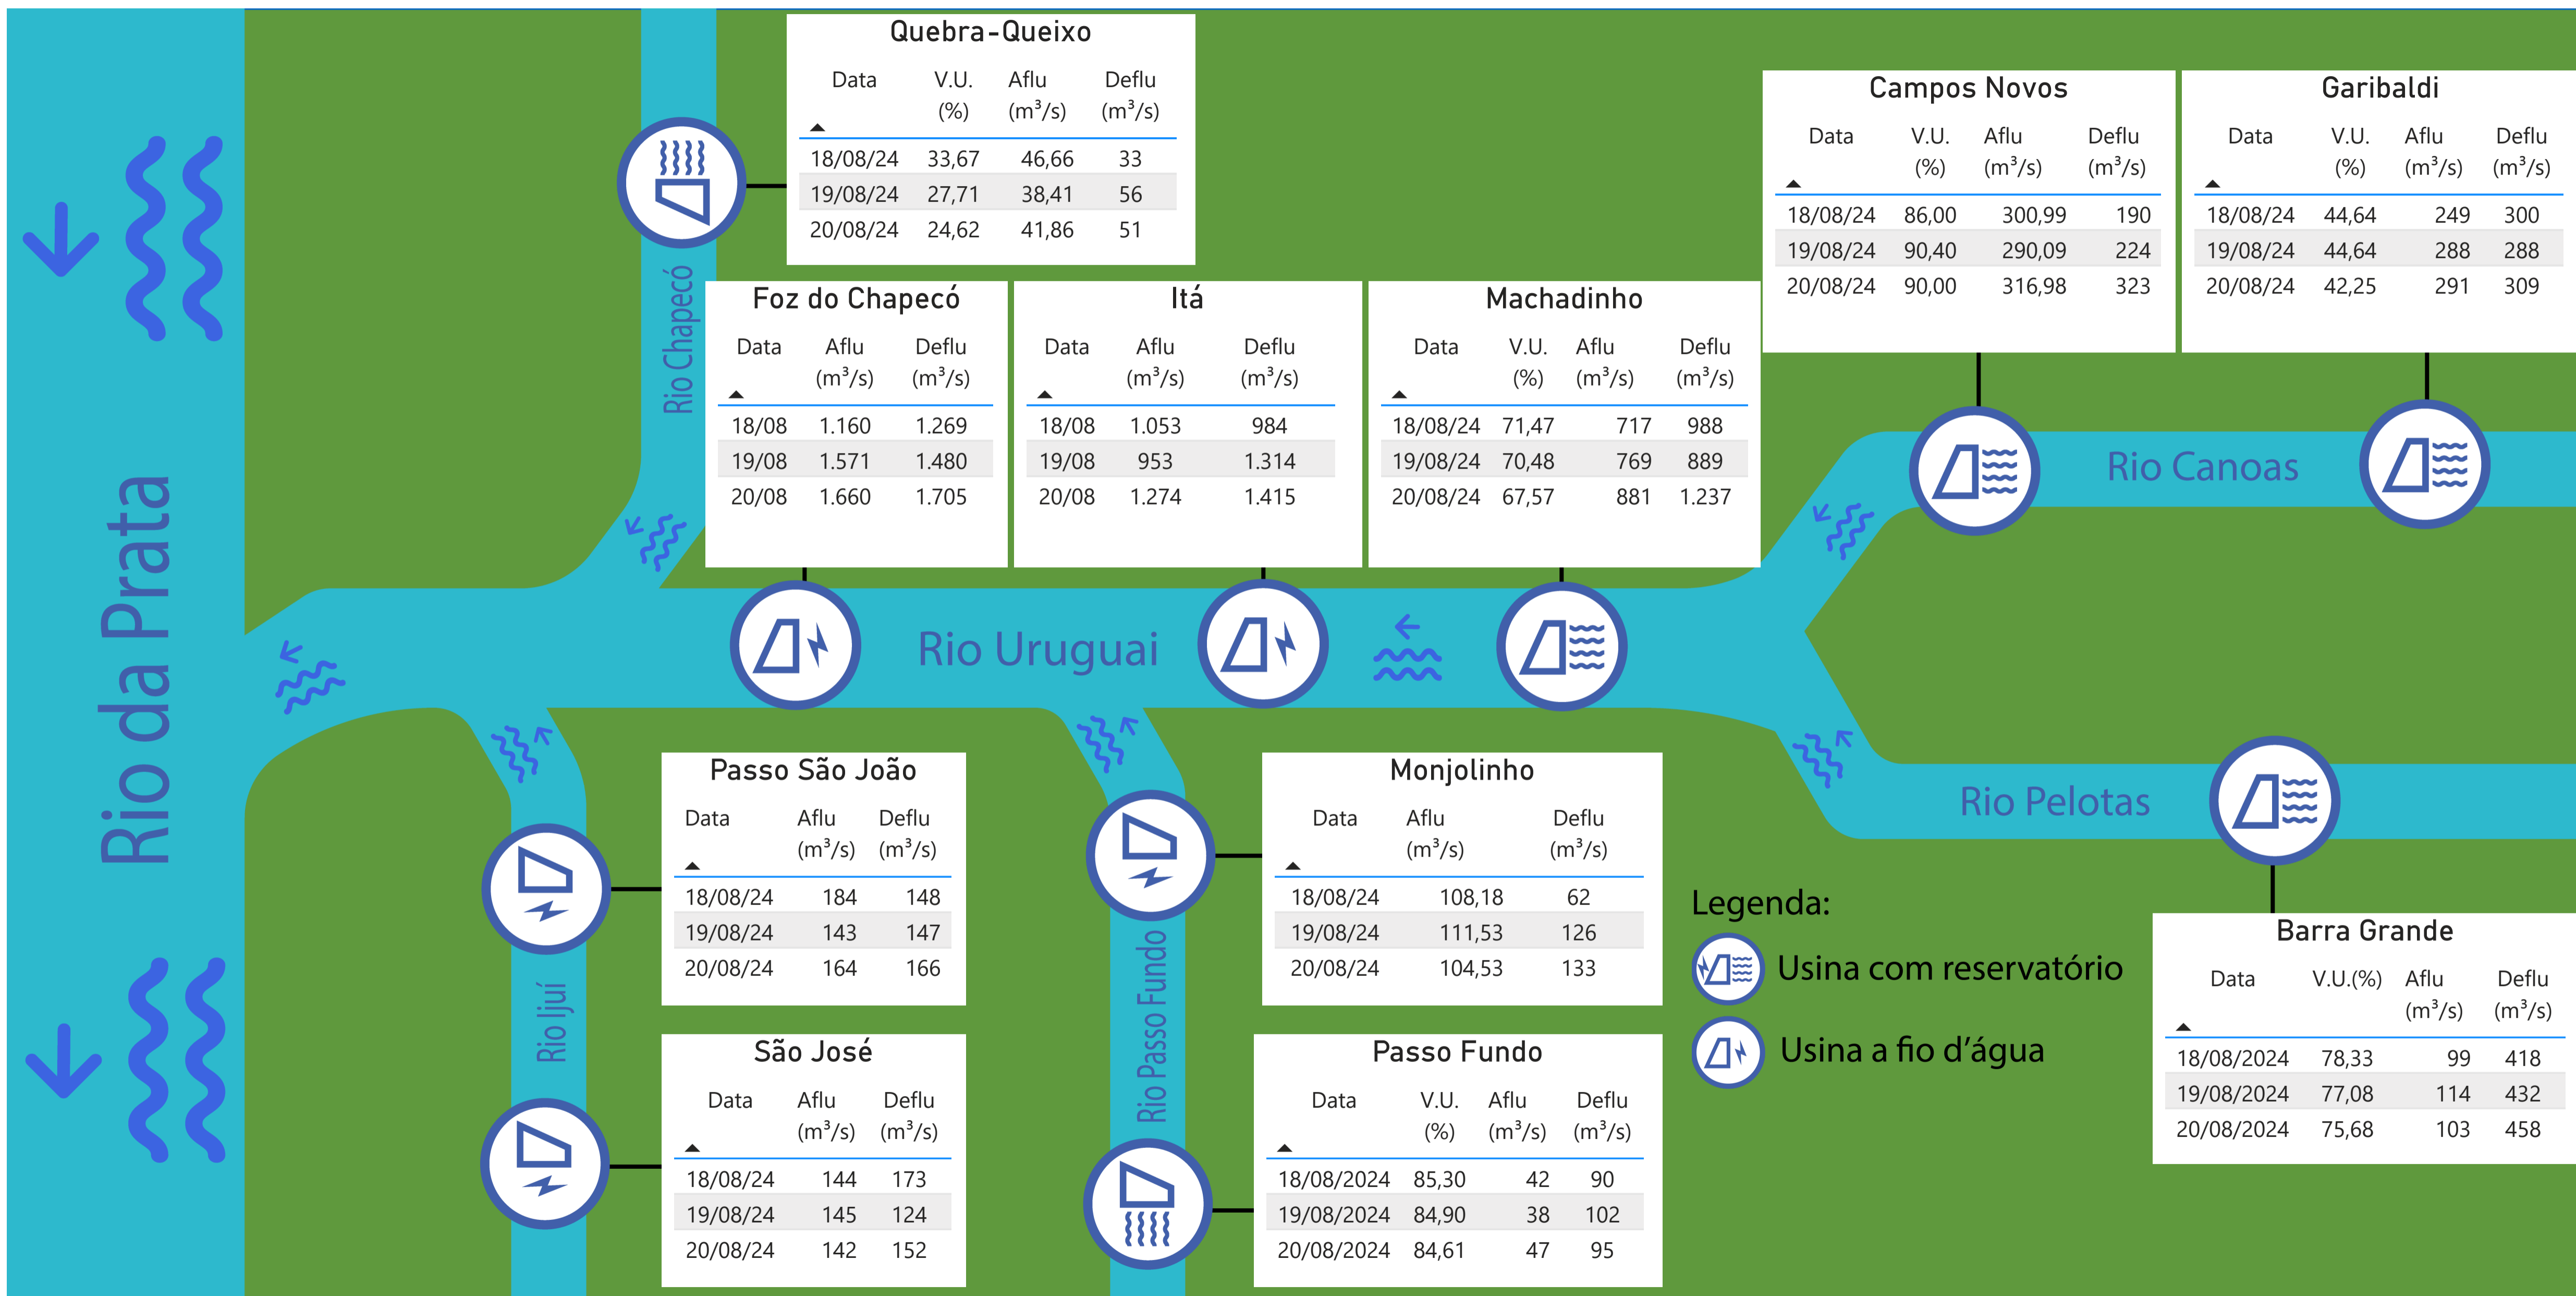 Quebra-Queixo
Data V.U. (%) Aflu (m³/s) Deflu (m³/s)
18/08/24 33,67 46,66 33
19/08/24 27,71 38,41 56
20/08/24 24,62 41,86 51
Campos Novos
Data V.U. (%) Aflu (m³/s) Deflu (m³/s)
18/08/24 86,00 300,99 190
19/08/24 90,40 290,09 224
20/08/24 90,00 316,98 323
Garibaldi
Data V.U. (%) Aflu (m³/s) Deflu (m³/s)
18/08/24 44,64 249 300
19/08/24 44,64 288 288
20/08/24 42,25 291 309
Rio Chapecó
Foz do Chapecó
Data Aflu (m³/s) Deflu (m³/s)
18/08 1.160 1.269
19/08 1.571 1.480
20/08 1.660 1.705
Itá
Data Aflu (m³/s) Deflu (m³/s)
18/08 1.053 984
19/08 953 1.314
20/08 1.274 1.415
Machadinho
Data V.U. (%) Aflu (m³/s) Deflu (m³/s)
18/08/24 71,47 717 988
19/08/24 70,48 769 889
20/08/24 67,57 881 1.237
Rio Canoas
Rio da Prata
Rio Uruguai
Rio Pelotas
Passo São João
Data Aflu (m³/s) Deflu (m³/s)
18/08/24 184 148
19/08/24 143 147
20/08/24 164 166
Monjolinho
Data Aflu (m³/s) Deflu (m³/s)
18/08/24 108,18 62
19/08/24 111,53 126
20/08/24 104,53 133
Rio Ijuí
Rio Passo Fundo
São José
Data Aflu (m³/s) Deflu (m³/s)
18/08/24 144 173
19/08/24 145 124
20/08/24 142 152
Passo Fundo
Data V.U. (%) Aflu (m³/s) Deflu (m³/s)
18/08/2024 85,30 42 90
19/08/2024 84,90 38 102
20/08/2024 84,61 47 95
Legenda:
Usina com reservatório
Usina a fio d'água
Barra Grande
Data V.U.(%) Aflu (m³/s) Deflu (m³/s)
18/08/2024 78,33 99 418
19/08/2024 77,08 114 432
20/08/2024 75,68 103 458